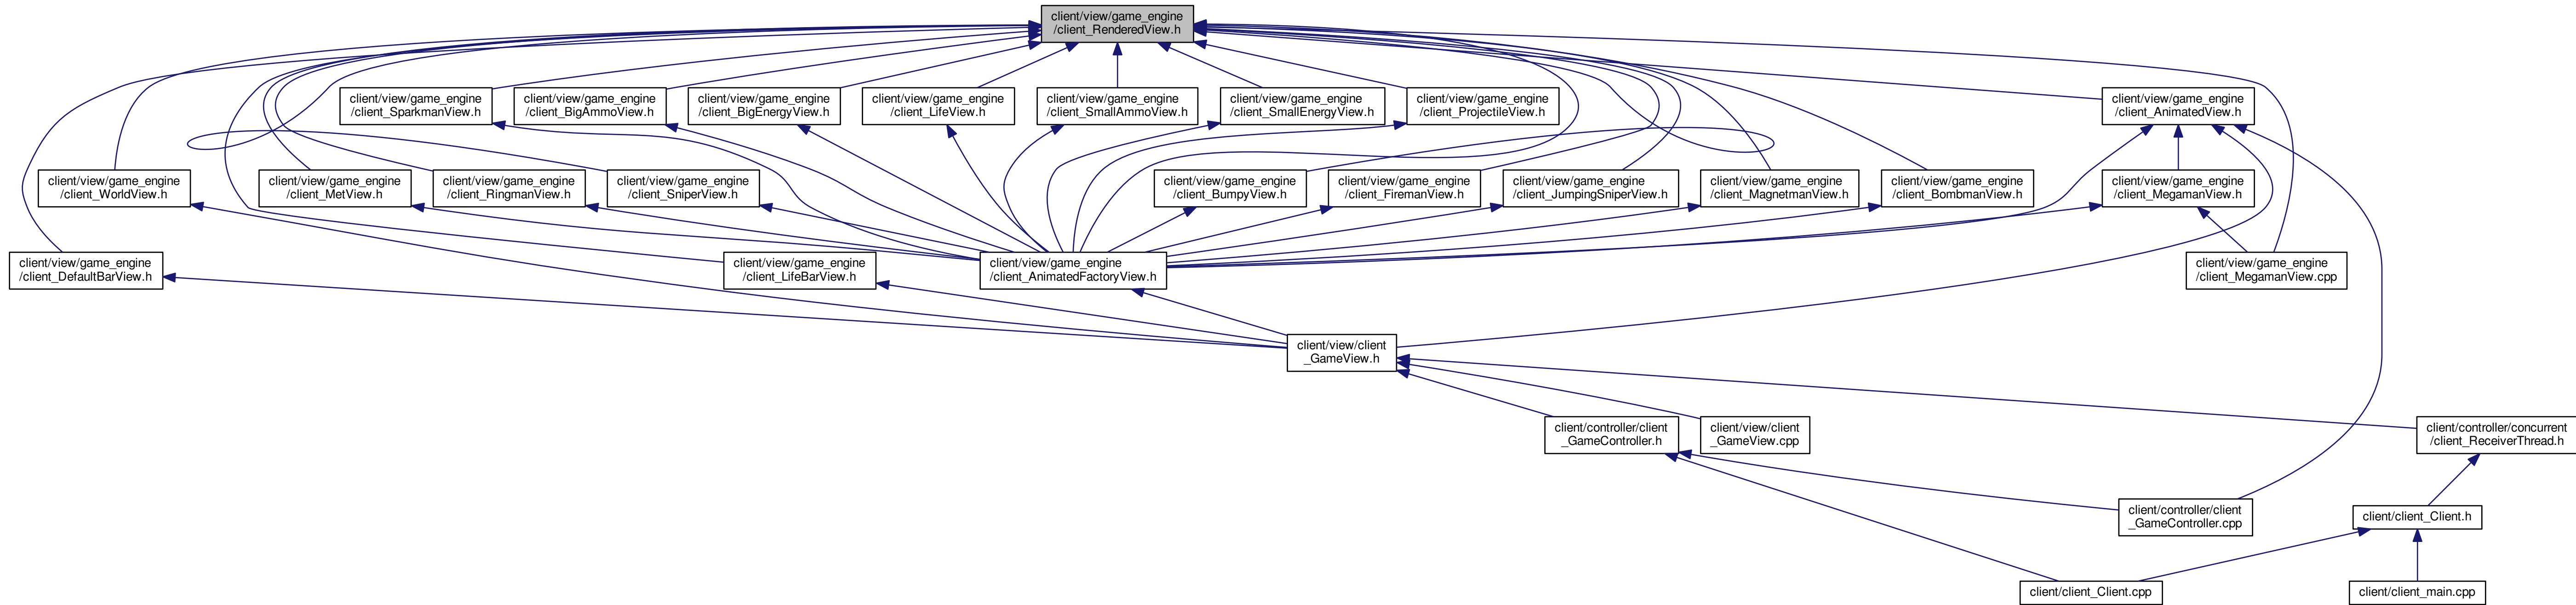 client/view/game_engine
/client_RenderedView.h
client/view/game_engine
/client_SparkmanView.h
client/view/game_engine
/client_BigAmmoView.h
client/view/game_engine
/client_BigEnergyView.h
client/view/game_engine
/client_LifeView.h
client/view/game_engine
/client_SmallAmmoView.h
client/view/game_engine
/client_SmallEnergyView.h
client/view/game_engine
/client_ProjectileView.h
client/view/game_engine
/client_AnimatedView.h
client/view/game_engine
/client_WorldView.h
client/view/game_engine
/client_MetView.h
client/view/game_engine
/client_RingmanView.h
client/view/game_engine
/client_SniperView.h
client/view/game_engine
/client_BumpyView.h
client/view/game_engine
/client_FiremanView.h
client/view/game_engine
/client_JumpingSniperView.h
client/view/game_engine
/client_MagnetmanView.h
client/view/game_engine
/client_BombmanView.h
client/view/game_engine
/client_MegamanView.h
client/view/game_engine
/client_DefaultBarView.h
client/view/game_engine
/client_LifeBarView.h
client/view/game_engine
/client_AnimatedFactoryView.h
client/view/game_engine
/client_MegamanView.cpp
client/view/client
_GameView.h
client/controller/client
_GameController.h
client/view/client
_GameView.cpp
client/controller/concurrent
/client_ReceiverThread.h
client/controller/client
_GameController.cpp
client/client_Client.h
client/client_Client.cpp
client/client_main.cpp